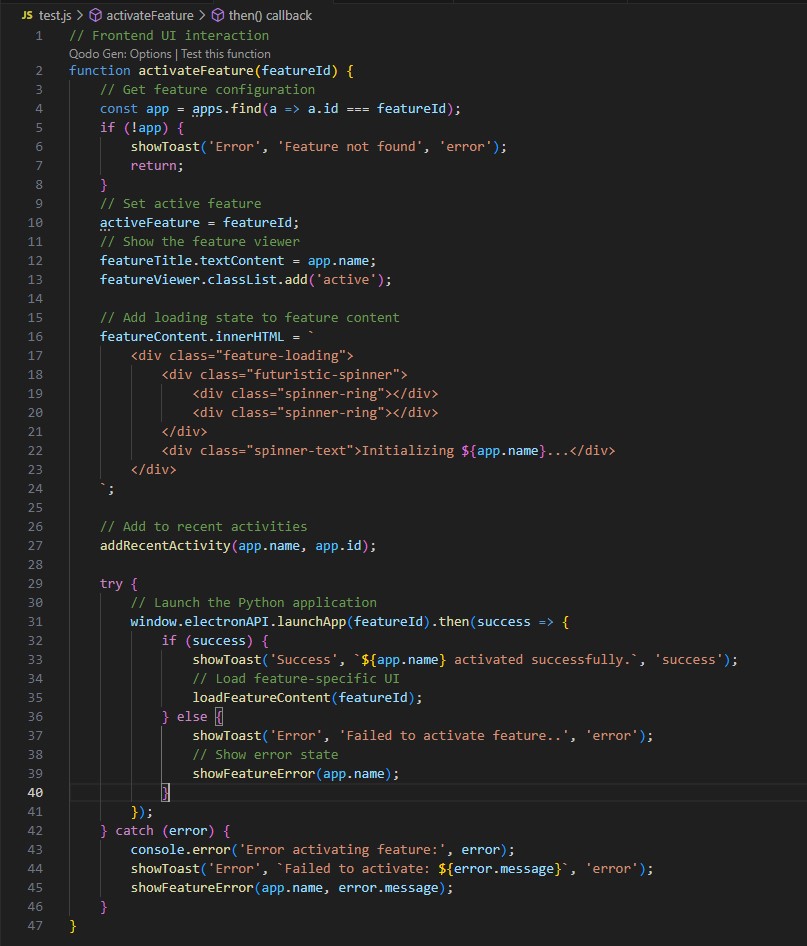 JS test.js > activateFeature > then() callback
1 // Frontend UI interaction
Qodo Gen: Options | Test this function
2 function activateFeature(featureId) {
3     // Get feature configuration
4     const app = apps.find(a => a.id === featureId);
5     if (!app) {
6         showToast('Error', 'Feature not found', 'error');
7         return;
8     }
9     // Set active feature
10     activeFeature = featureId;
11     // Show the feature viewer
12     featureTitle.textContent = app.name;
13     featureViewer.classList.add('active');
14
15     // Add loading state to feature content
16     featureContent.innerHTML = `
17         <div class="feature-loading">
18             <div class="futuristic-spinner">
19                 <div class="spinner-ring"></div>
20                 <div class="spinner-ring"></div>
21             </div>
22             <div class="spinner-text">Initializing ${app.name}...</div>
23         </div>
24     `;
25
26     // Add to recent activities
27     addRecentActivity(app.name, app.id);
28
29     try {
30         // Launch the Python application
31         window.electronAPI.launchApp(featureId).then(success => {
32             if (success) {
33                 showToast('Success', `${app.name} activated successfully.`, 'success');
34                 // Load feature-specific UI
35                 loadFeatureContent(featureId);
36             } else {
37                 showToast('Error', 'Failed to activate feature..', 'error');
38                 // Show error state
39                 showFeatureError(app.name);
40             }
41         });
42     } catch (error) {
43         console.error('Error activating feature:', error);
44         showToast('Error', `Failed to activate: ${error.message}`, 'error');
45         showFeatureError(app.name, error.message);
46     }
47 }